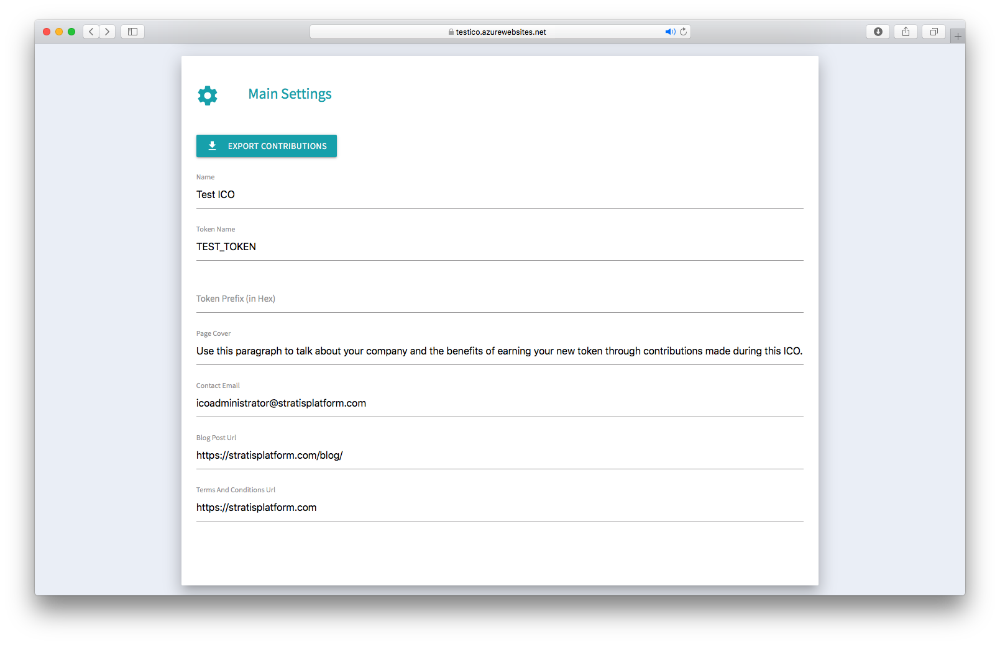 testico.azurewebsites.net
Main Settings
EXPORT CONTRIBUTIONS
Name
Test ICO
Token Name
TEST_TOKEN
Token Prefix (in Hex)
Page Cover
Use this paragraph to talk about your company and the benefits of earning your new token through contributions made during this ICO.
Contact Email
icoadministrator@stratisplatform.com
Blog Post Url
https://stratisplatform.com/blog/
Terms And Conditions Url
https://stratisplatform.com